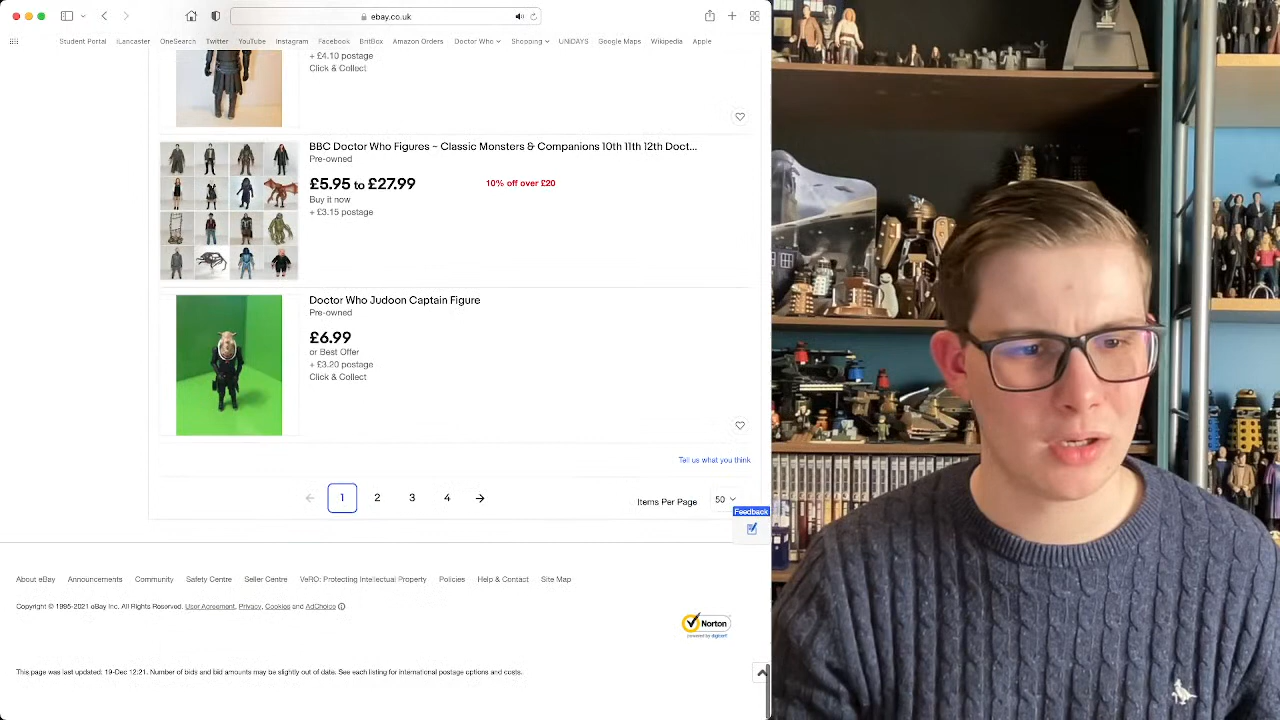 ebay.co.uk
Student Portal iLancaster OneSearch Twitter YouTube Instagram Facebook BritBox Amazon Orders Doctor Who Shopping UNiDAYS Google Maps Wikipedia Apple
+ £4.10 postage
Click & Collect
BBC Doctor Who Figures ~ Classic Monsters & Companions 10th 11th 12th Doct...
Pre-owned
£5.95 to £27.99
10% off over £20
Buy it now
+ £3.15 postage
Doctor Who Judoon Captain Figure
Pre-owned
£6.99
or Best Offer
+ £3.20 postage
Click & Collect
Tell us what you think
1 2 3 4
Items Per Page 50
Feedback
About eBay Announcements Community Safety Centre Seller Centre VeRO: Protecting Intellectual Property Policies Help & Contact Site Map
Copyright © 1995-2021 eBay Inc. All Rights Reserved. User Agreement, Privacy, Cookies and AdChoice
Norton
powered by digicert
This page was last updated: 19-Dec 12:21. Number of bids and bid amounts may be slightly out of date. See each listing for international postage options and costs.